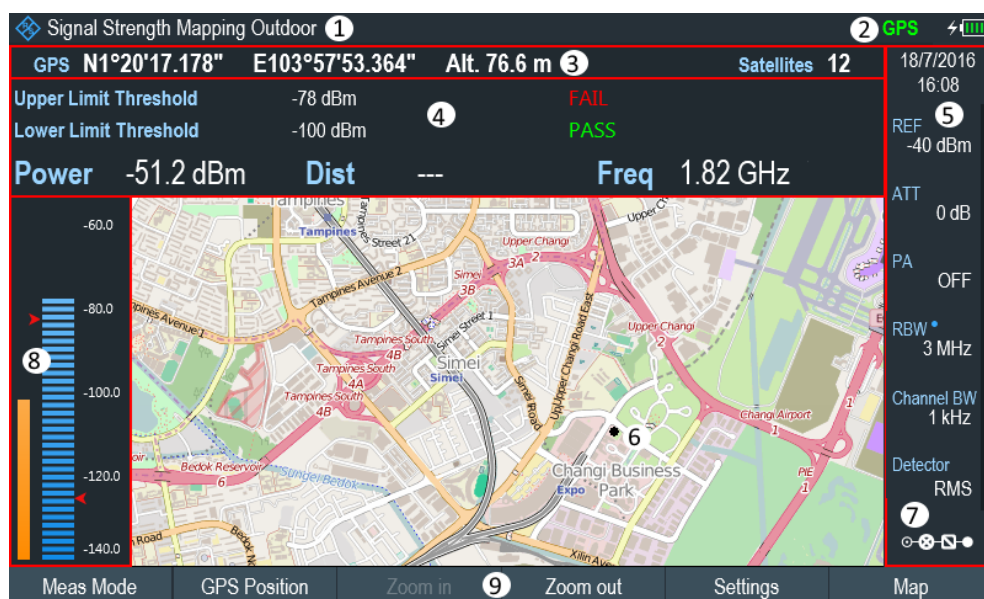 Signal Strength Mapping Outdoor 1 2 GPS
GPS N1°20'17.178" E103°57'53.364" Alt. 76.6 m 3 Satellites 12
18/7/2016
16:08
Upper Limit Threshold -78 dBm FAIL
Lower Limit Threshold -100 dBm 4 PASS
Power -51.2 dBm Dist --- Freq 1.82 GHz
5
REF
-40 dBm
ATT
0 dB
PA
OFF
RBW
3 MHz
Channel BW
1 kHz
Detector
RMS
7
-60.0
-80.0
8
-100.0
-120.0
-140.0
Tampines
Tampines
Street 21
Upper Changi
3A 2
Simei
3B
Tampines Avenue 2
Simei Street 1
Upper Changi
2
Tampines South
4B
Simei
Simei
Tampines South
4A
Tampines South
4B
Simei Road
Upper Changi Road East
Changi Airport
1
1
6
Bedok Reservoir
6
Sungei Bedok
Changi Business
Park
Expo
PIE
1
Xilin Ave
Meas Mode GPS Position Zoom in 9 Zoom out Settings Map